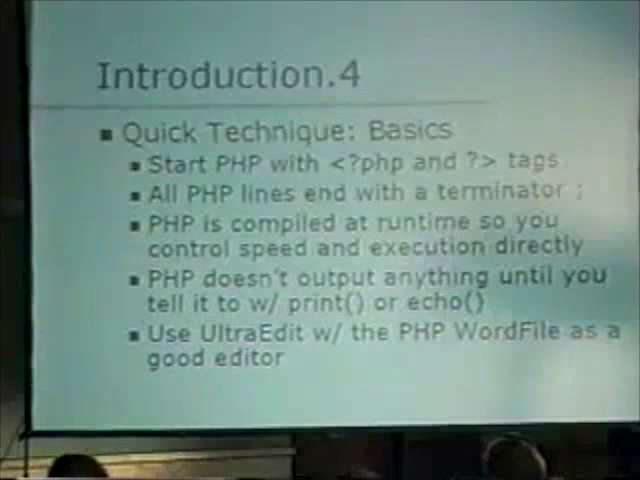 Introduction.4
Quick Technique: Basics
Start PHP with <?php and ?> tags
All PHP lines end with a terminator ;
PHP is compiled at runtime so you
control speed and execution directly
PHP doesn't output anything until you
tell it to w/ print() or echo()
Use UltraEdit w/ the PHP WordFile as a
good editor